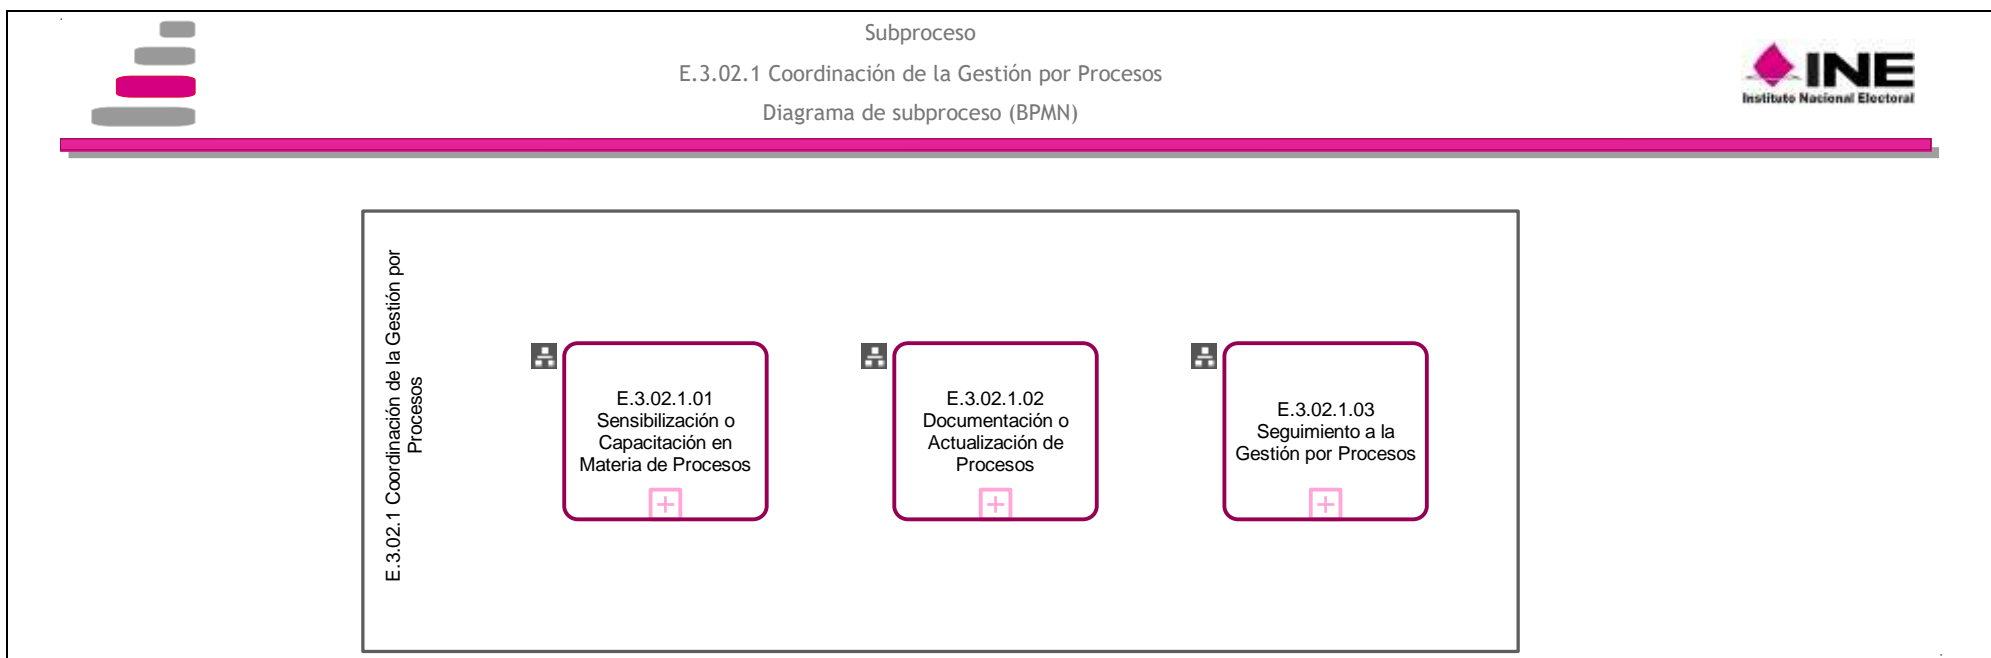 Subproceso
E.3.02.1 Coordinación de la Gestión por Procesos
Diagrama de subproceso (BPMN)
INE
Instituto Nacional Electoral
E.3.02.1 Coordinación de la Gestión por
Procesos
E.3.02.1.01
Sensibilización o
Capacitación en
Materia de Procesos
E.3.02.1.02
Documentación o
Actualización de
Procesos
E.3.02.1.03
Seguimiento a la
Gestión por Procesos